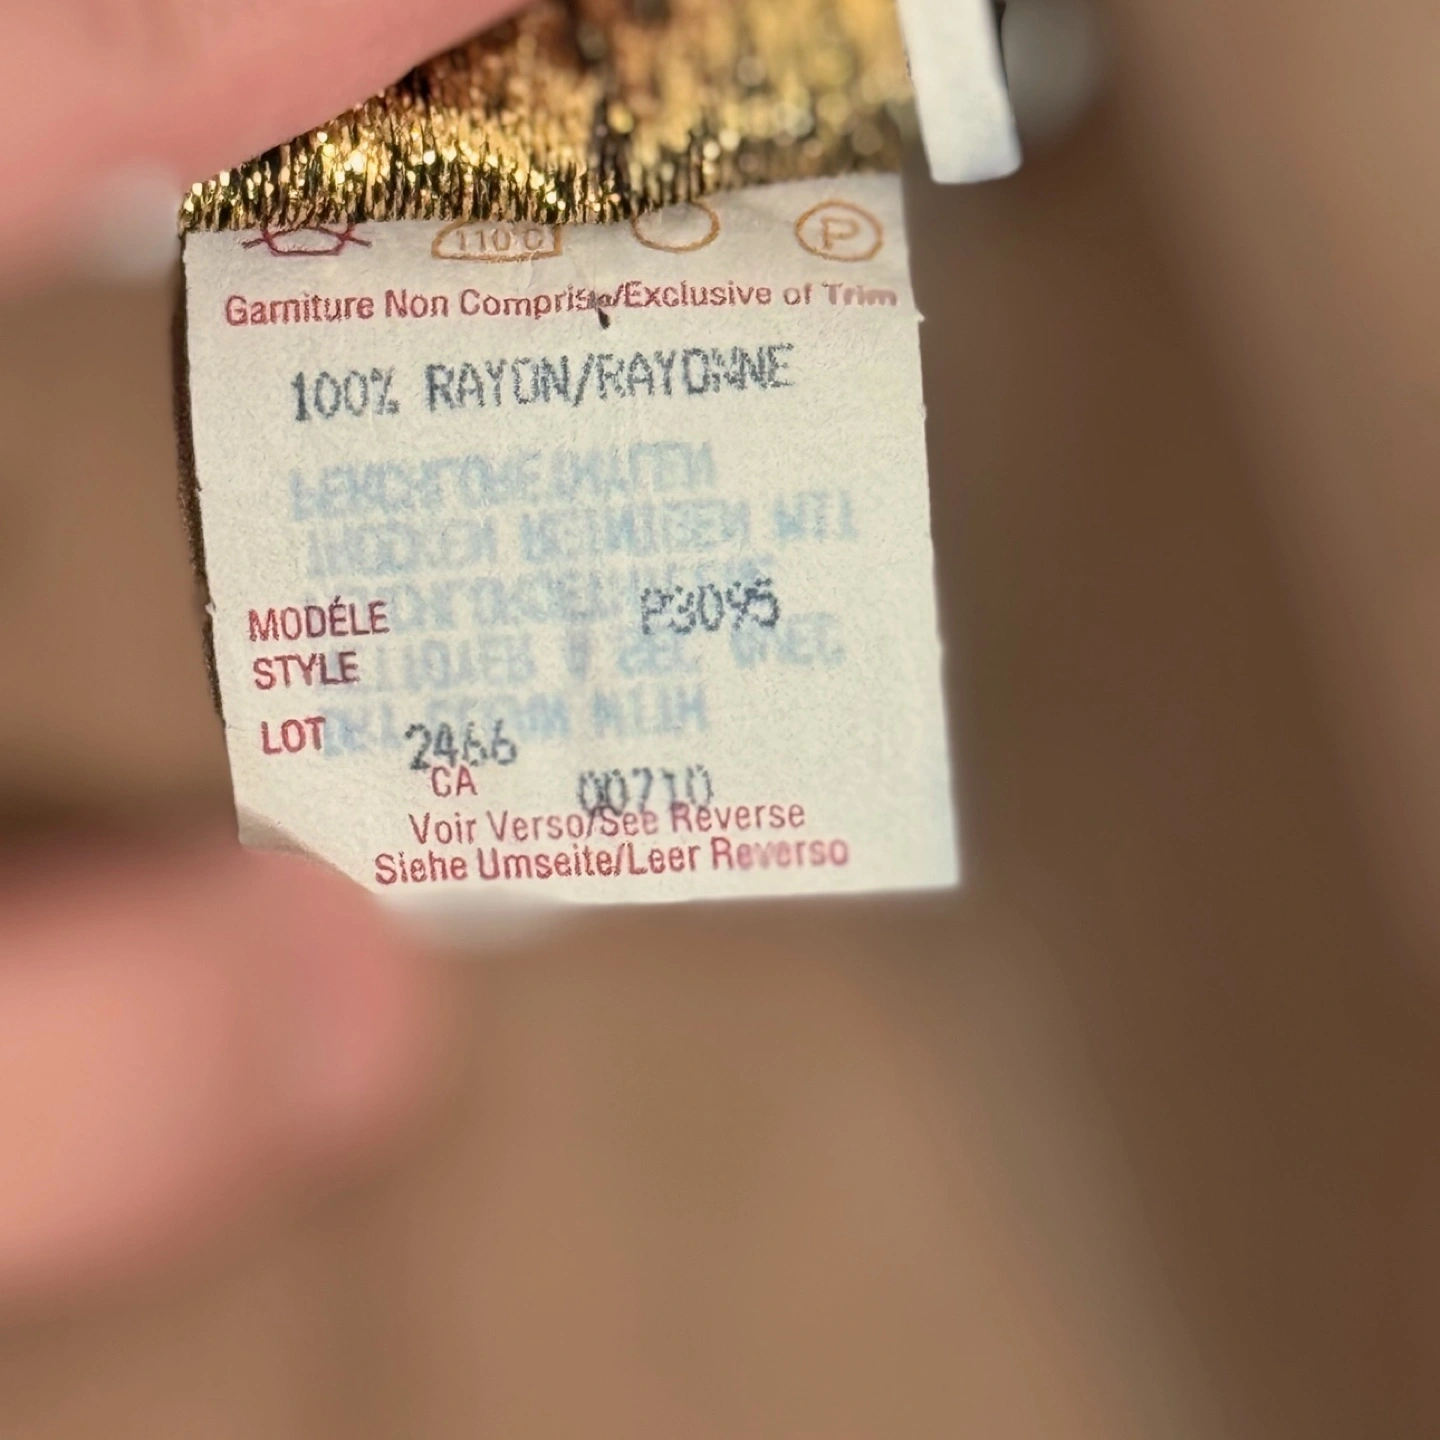 110 C
P
Garniture Non Comprise/Exclusive of Trim
100% RAYON/RAYONNE
MODÉLE P3095
STYLE
LOT 2466
CA 00710
Voir Verso/See Reverse
Siehe Umseite/Leer Reverso